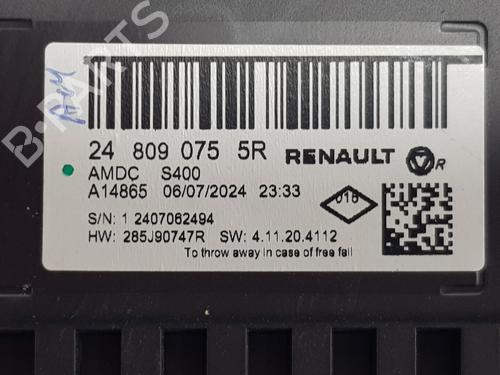 B-PARTS
24 809 075 5R RENAULT R
AMDC S400
A14865 06/07/2024 23:33
018
S/N: 1 2407062494
HW: 285J90747R SW: 4.11.20.4112
To throw away in case of free fall